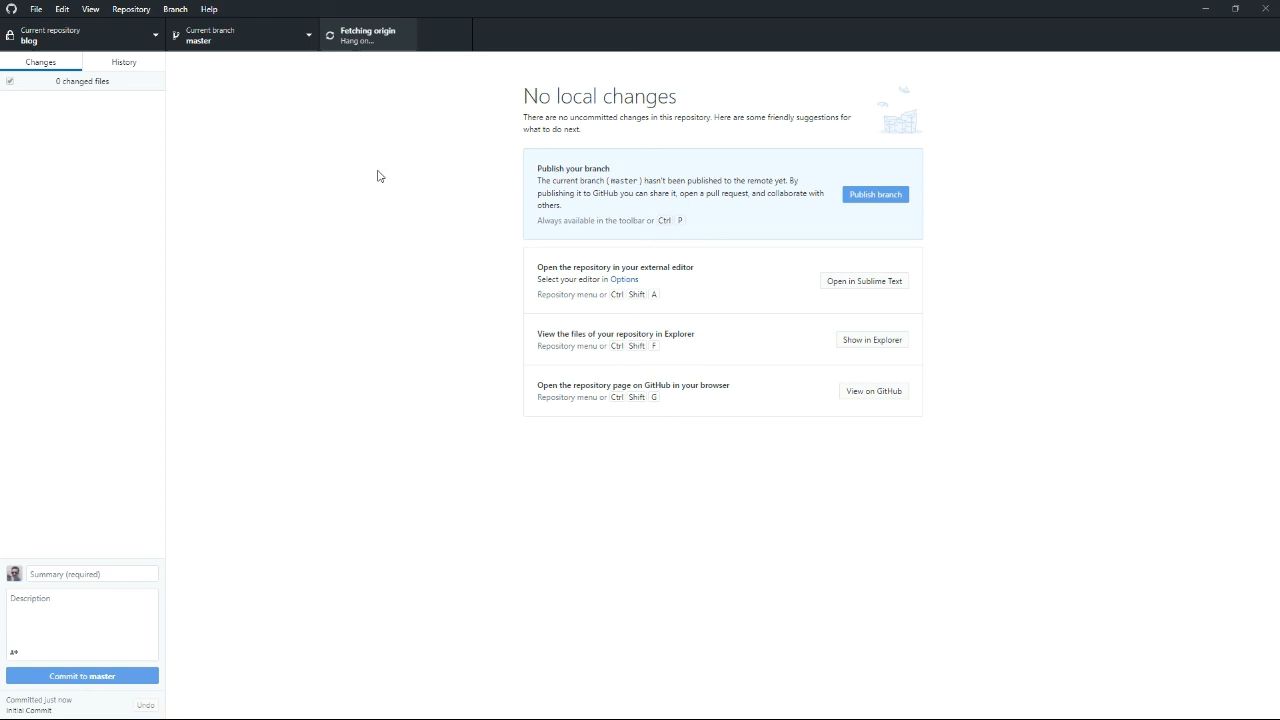 File Edit View Repository Branch Help
Current repository
blog
Current branch
master
Fetching origin
Hang on...
Changes History
0 changed files
No local changes
There are no uncommitted changes in this repository. Here are some friendly suggestions for
what to do next.
Publish your branch
The current branch (master) hasn't been published to the remote yet. By
publishing it to GitHub you can share it, open a pull request, and collaborate with
others.
Publish branch
Always available in the toolbar or Ctrl P
Open the repository in your external editor
Select your editor in Options
Repository menu or Ctrl Shift A
Open in Sublime Text
View the files of your repository in Explorer
Repository menu or Ctrl Shift F
Show in Explorer
Open the repository page on GitHub in your browser
Repository menu or Ctrl Shift G
View on GitHub
Summary (required)
Description
Commit to master
Committed just now
Initial Commit
Undo